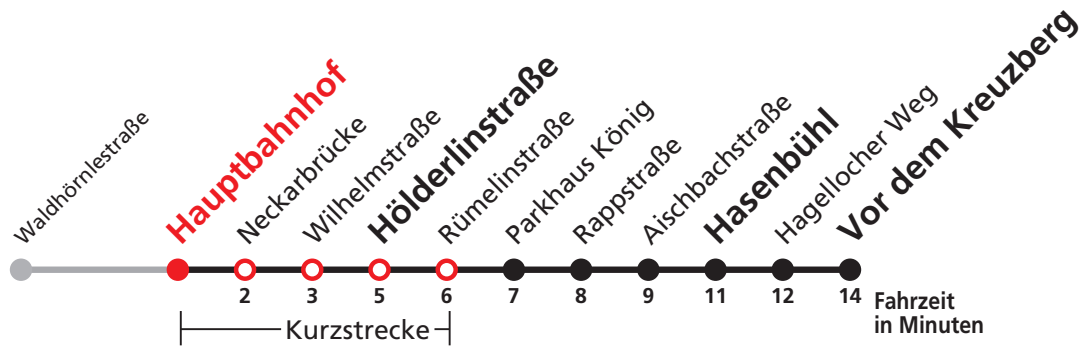 Waldhörnlestraße
Hauptbahnhof
Neckarbrücke
Wilhelmstraße
Hölderlinstraße
Rümelinstraße
Parkhaus König
Rappstraße
Aischbachstraße
Hasenbühl
Hagellocher Weg
Vor dem Kreuzberg
2 3 5 6 7 8 9 11 12 14
Fahrzeit
in Minuten
Kurzstrecke